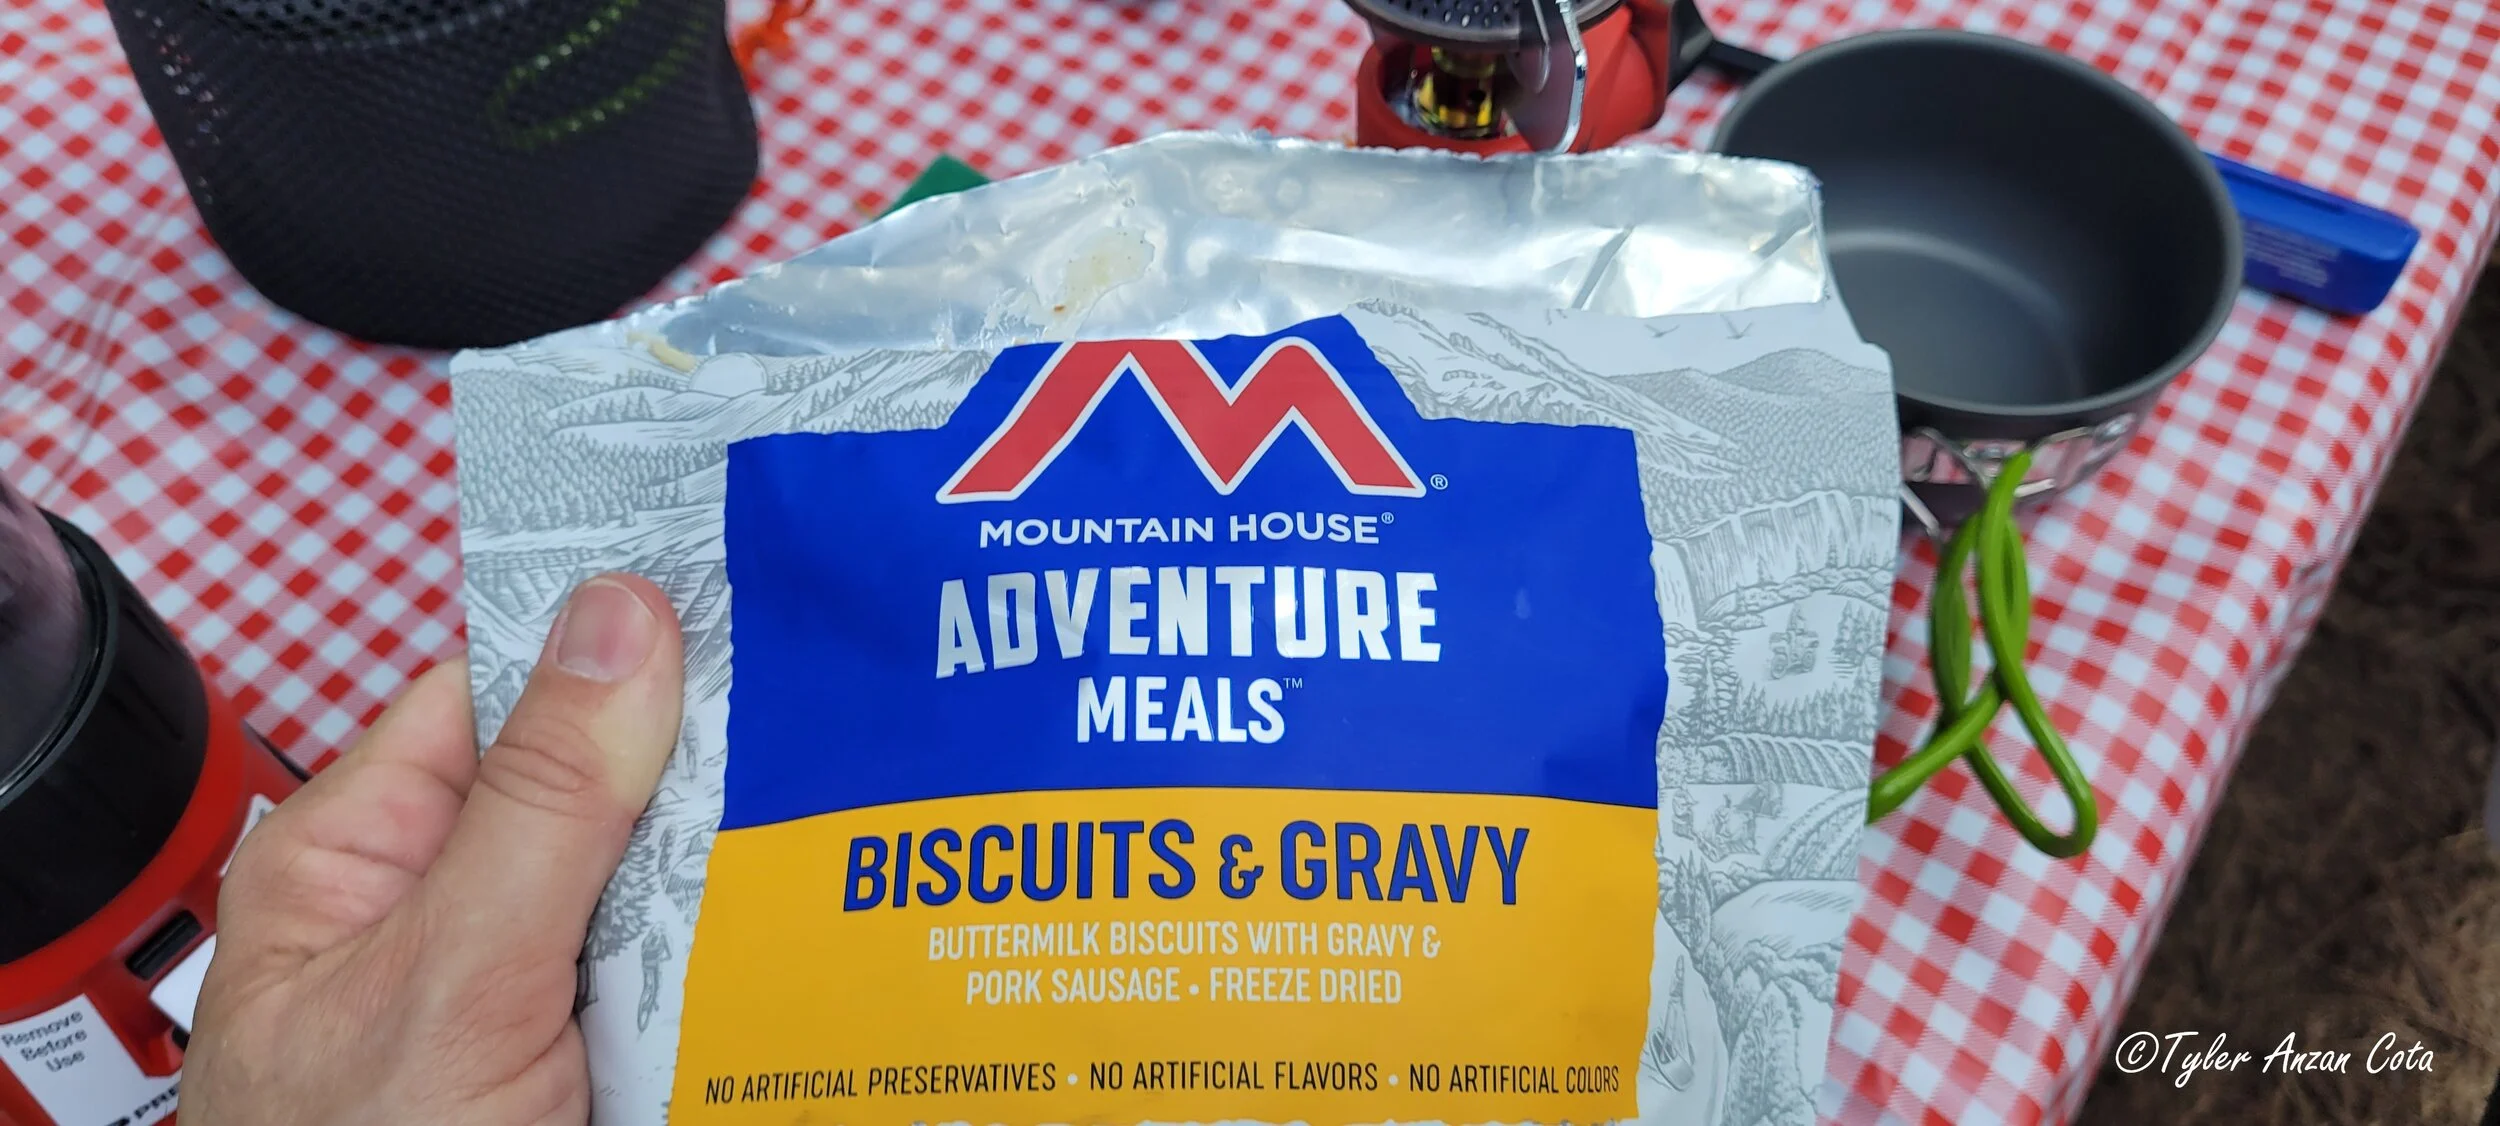 ®
MOUNTAIN HOUSE®
ADVENTURE
MEALS™
BISCUITS & GRAVY
BUTTERMILK BISCUITS WITH GRAVY &
PORK SAUSAGE • FREEZE DRIED
NO ARTIFICIAL PRESERVATIVES • NO ARTIFICIAL FLAVORS • NO ARTIFICIAL COLORS
Remove
Before
Use
©Tyler Anzan Cota